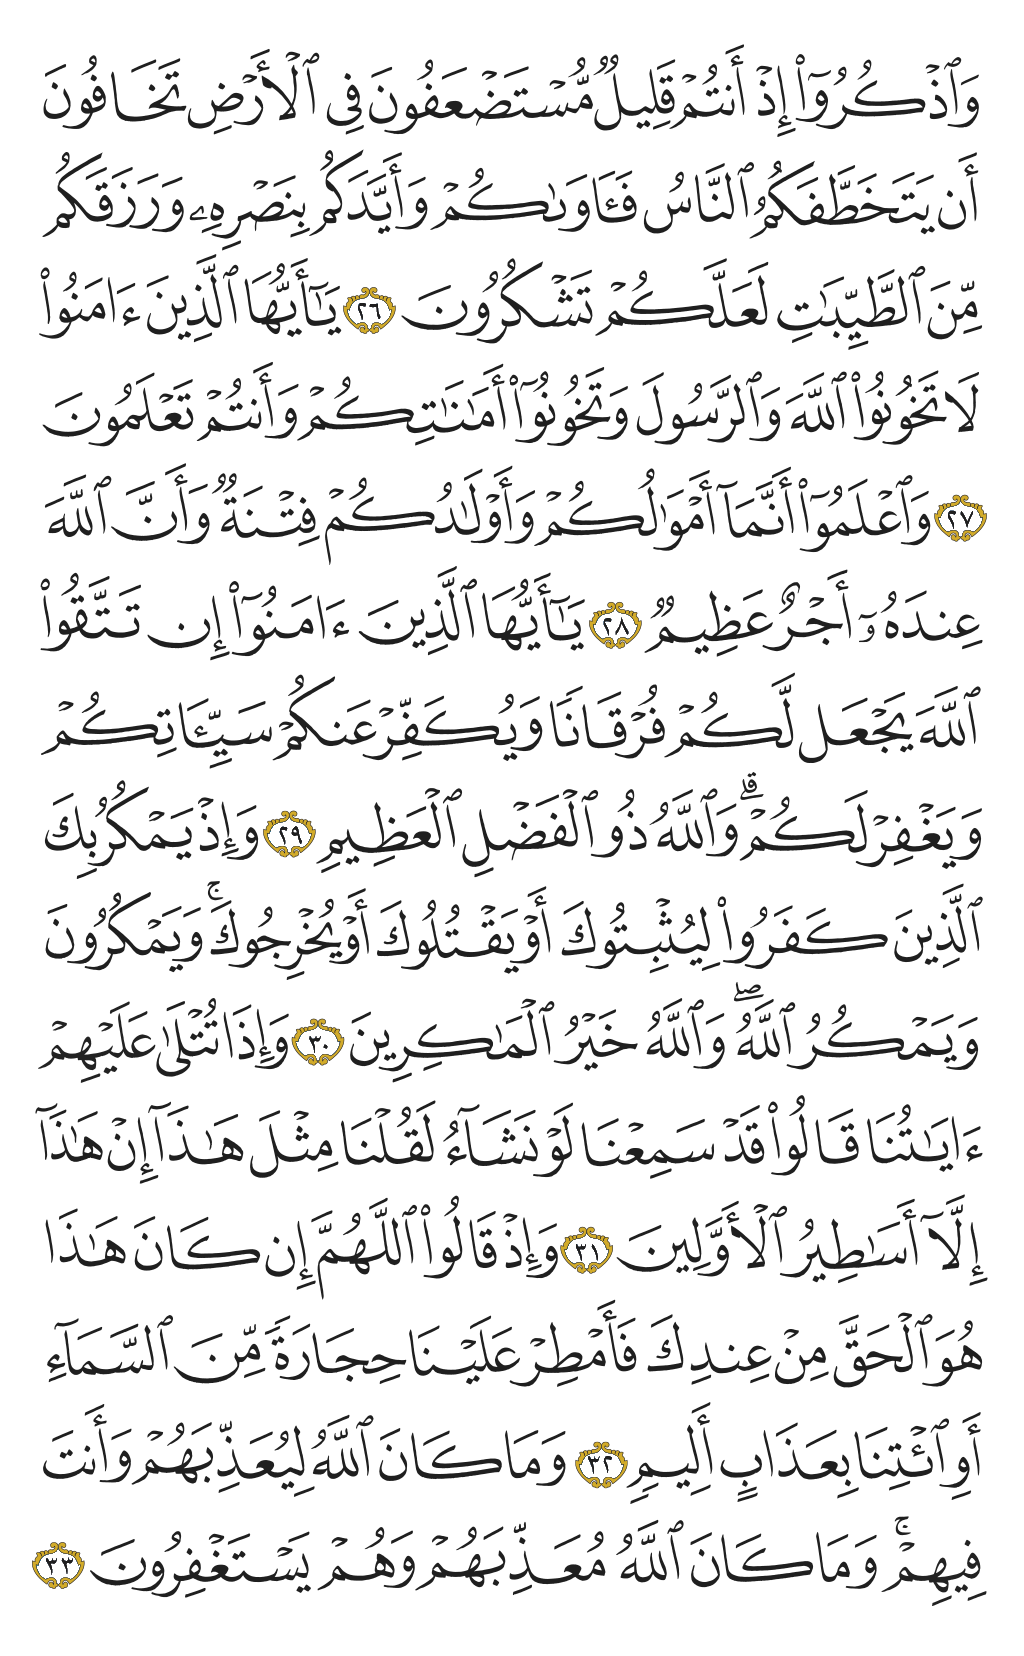 وَٱذۡكُرُوٓاْ إِذۡ أَنتُمۡ قَلِيلٞ مُّسۡتَضۡعَفُونَ فِي ٱلۡأَرۡضِ تَخَافُونَ
أَن يَتَخَطَّفَكُمُ ٱلنَّاسُ فَـَٔاوَىٰكُمۡ وَأَيَّدَكُم بِنَصۡرِهِۦ وَرَزَقَكُم
مِّنَ ٱلطَّيِّبَٰتِ لَعَلَّكُمۡ تَشۡكُرُونَ ٢٦ يَٰٓأَيُّهَا ٱلَّذِينَ ءَامَنُواْ
لَا تَخُونُواْ ٱللَّهَ وَٱلرَّسُولَ وَتَخُونُوٓاْ أَمَٰنَٰتِكُمۡ وَأَنتُمۡ تَعۡلَمُونَ
٢٧ وَٱعۡلَمُوٓاْ أَنَّمَآ أَمۡوَٰلُكُمۡ وَأَوۡلَٰدُكُمۡ فِتۡنَةٞ وَأَنَّ ٱللَّهَ
عِندَهُۥٓ أَجۡرٌ عَظِيمٞ ٢٨ يَٰٓأَيُّهَا ٱلَّذِينَ ءَامَنُوٓاْ إِن تَتَّقُواْ
ٱللَّهَ يَجۡعَل لَّكُمۡ فُرۡقَانٗا وَيُكَفِّرۡ عَنكُمۡ سَيِّـَٔاتِكُمۡ
وَيَغۡفِرۡ لَكُمۡۗ وَٱللَّهُ ذُو ٱلۡفَضۡلِ ٱلۡعَظِيمِ ٢٩ وَإِذۡ يَمۡكُرُ بِكَ
ٱلَّذِينَ كَفَرُواْ لِيُثۡبِتُوكَ أَوۡ يَقۡتُلُوكَ أَوۡ يُخۡرِجُوكَۚ وَيَمۡكُرُونَ
وَيَمۡكُرُ ٱللَّهُۖ وَٱللَّهُ خَيۡرُ ٱلۡمَٰكِرِينَ ٣٠ وَإِذَا تُتۡلَىٰ عَلَيۡهِمۡ
ءَايَٰتُنَا قَالُواْ قَدۡ سَمِعۡنَا لَوۡ نَشَآءُ لَقُلۡنَا مِثۡلَ هَٰذَآ إِنۡ هَٰذَآ
إِلَّآ أَسَٰطِيرُ ٱلۡأَوَّلِينَ ٣١ وَإِذۡ قَالُواْ ٱللَّهُمَّ إِن كَانَ هَٰذَا
هُوَ ٱلۡحَقَّ مِنۡ عِندِكَ فَأَمۡطِرۡ عَلَيۡنَا حِجَارَةٗ مِّنَ ٱلسَّمَآءِ
أَوِ ٱئۡتِنَا بِعَذَابٍ أَلِيمٖ ٣٢ وَمَا كَانَ ٱللَّهُ لِيُعَذِّبَهُمۡ وَأَنتَ
فِيهِمۡۚ وَمَا كَانَ ٱللَّهُ مُعَذِّبَهُمۡ وَهُمۡ يَسۡتَغۡفِرُونَ ٣٣